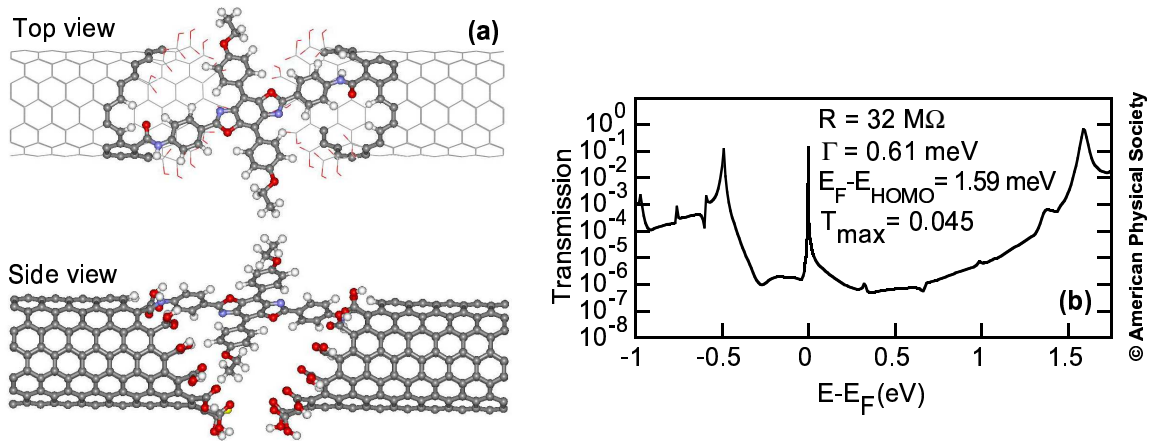 Top view
(a)
Side view
Transmission
10^0
10^-1
10^-2
10^-3
10^-4
10^-5
10^-6
10^-7
10^-8
R = 32 MΩ
Γ = 0.61 meV
E_F-E_HOMO = 1.59 meV
T_max = 0.045
(b)
-1 -0.5 0 0.5 1 1.5
E-E_F(eV)
© American Physical Society